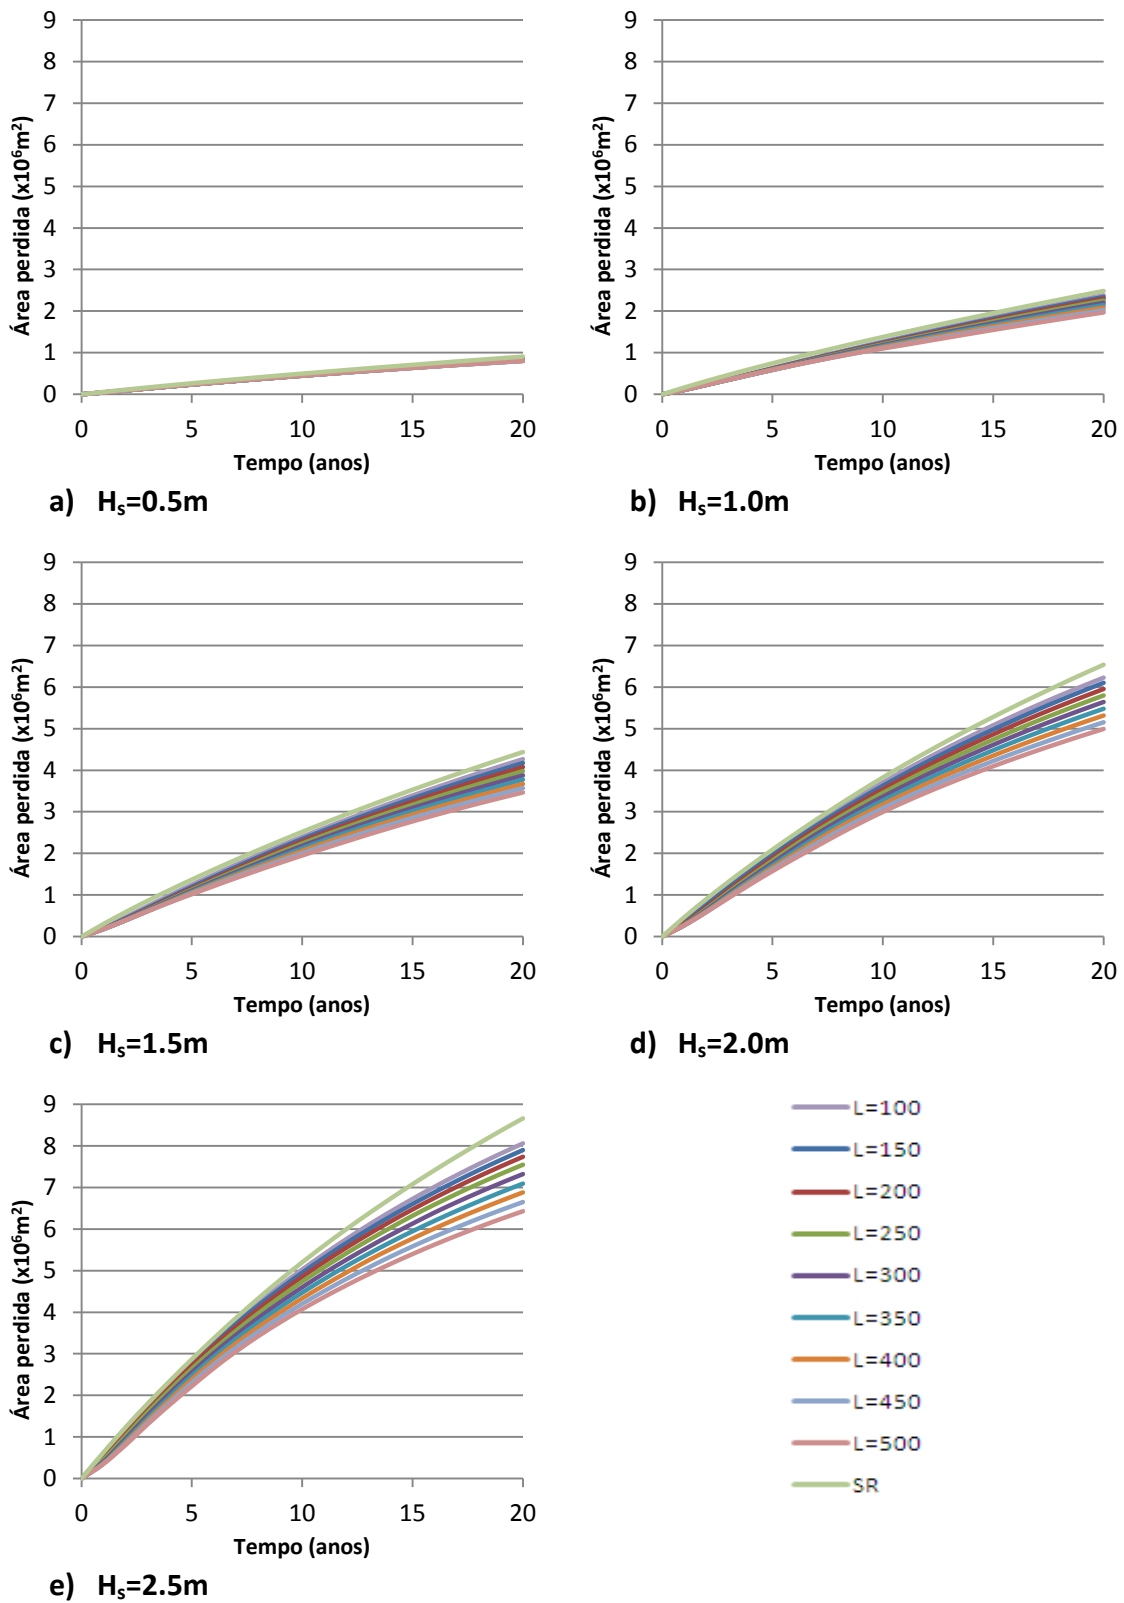 Área perdida (x10⁶m²)
9
8
7
6
5
4
3
2
1
0
0 5 10 15 20
Tempo (anos)
a) Hₛ=0.5m
Área perdida (x10⁶m²)
9
8
7
6
5
4
3
2
1
0
0 5 10 15 20
Tempo (anos)
b) Hₛ=1.0m
Área perdida (x10⁶m²)
9
8
7
6
5
4
3
2
1
0
0 5 10 15 20
Tempo (anos)
c) Hₛ=1.5m
Área perdida (x10⁶m²)
9
8
7
6
5
4
3
2
1
0
0 5 10 15 20
Tempo (anos)
d) Hₛ=2.0m
Área perdida (x10⁶m²)
9
8
7
6
5
4
3
2
1
0
0 5 10 15 20
Tempo (anos)
e) Hₛ=2.5m
L=100
L=150
L=200
L=250
L=300
L=350
L=400
L=450
L=500
SR